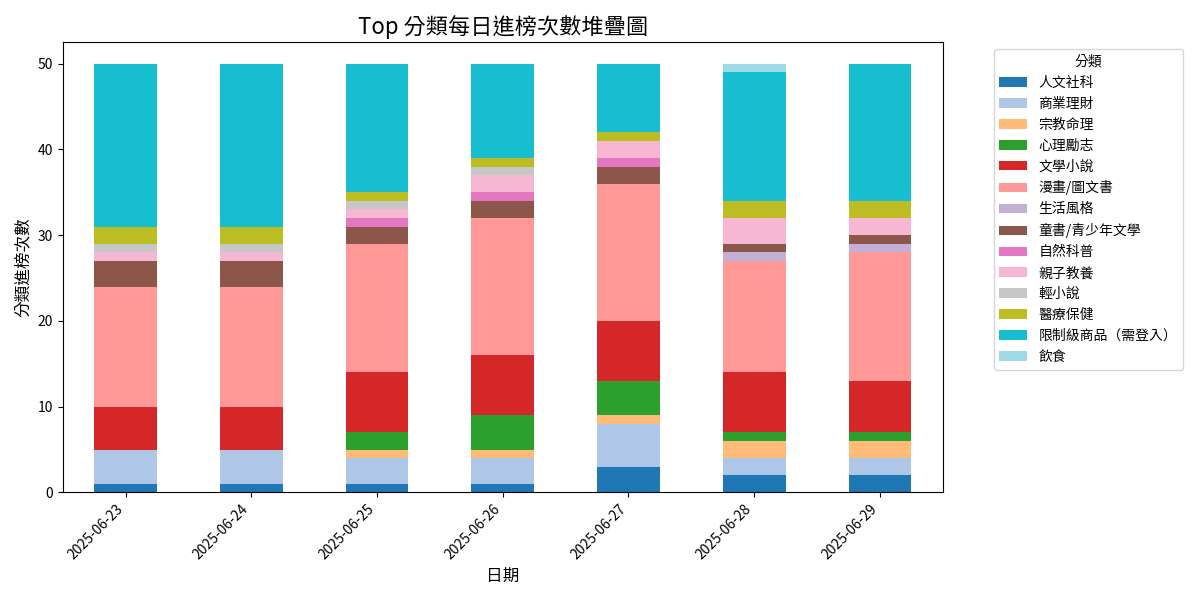 Top 分類每日進榜次數堆疊圖
分類進榜次數
50
40
30
20
10
0
2025-06-23
2025-06-24
2025-06-25
2025-06-26
2025-06-27
2025-06-28
2025-06-29
日期
分類
人文社科
商業理財
宗教命理
心理勵志
文學小說
漫畫/圖文書
生活風格
童書/青少年文學
自然科普
親子教養
輕小說
醫療保健
限制級商品（需登入）
飲食